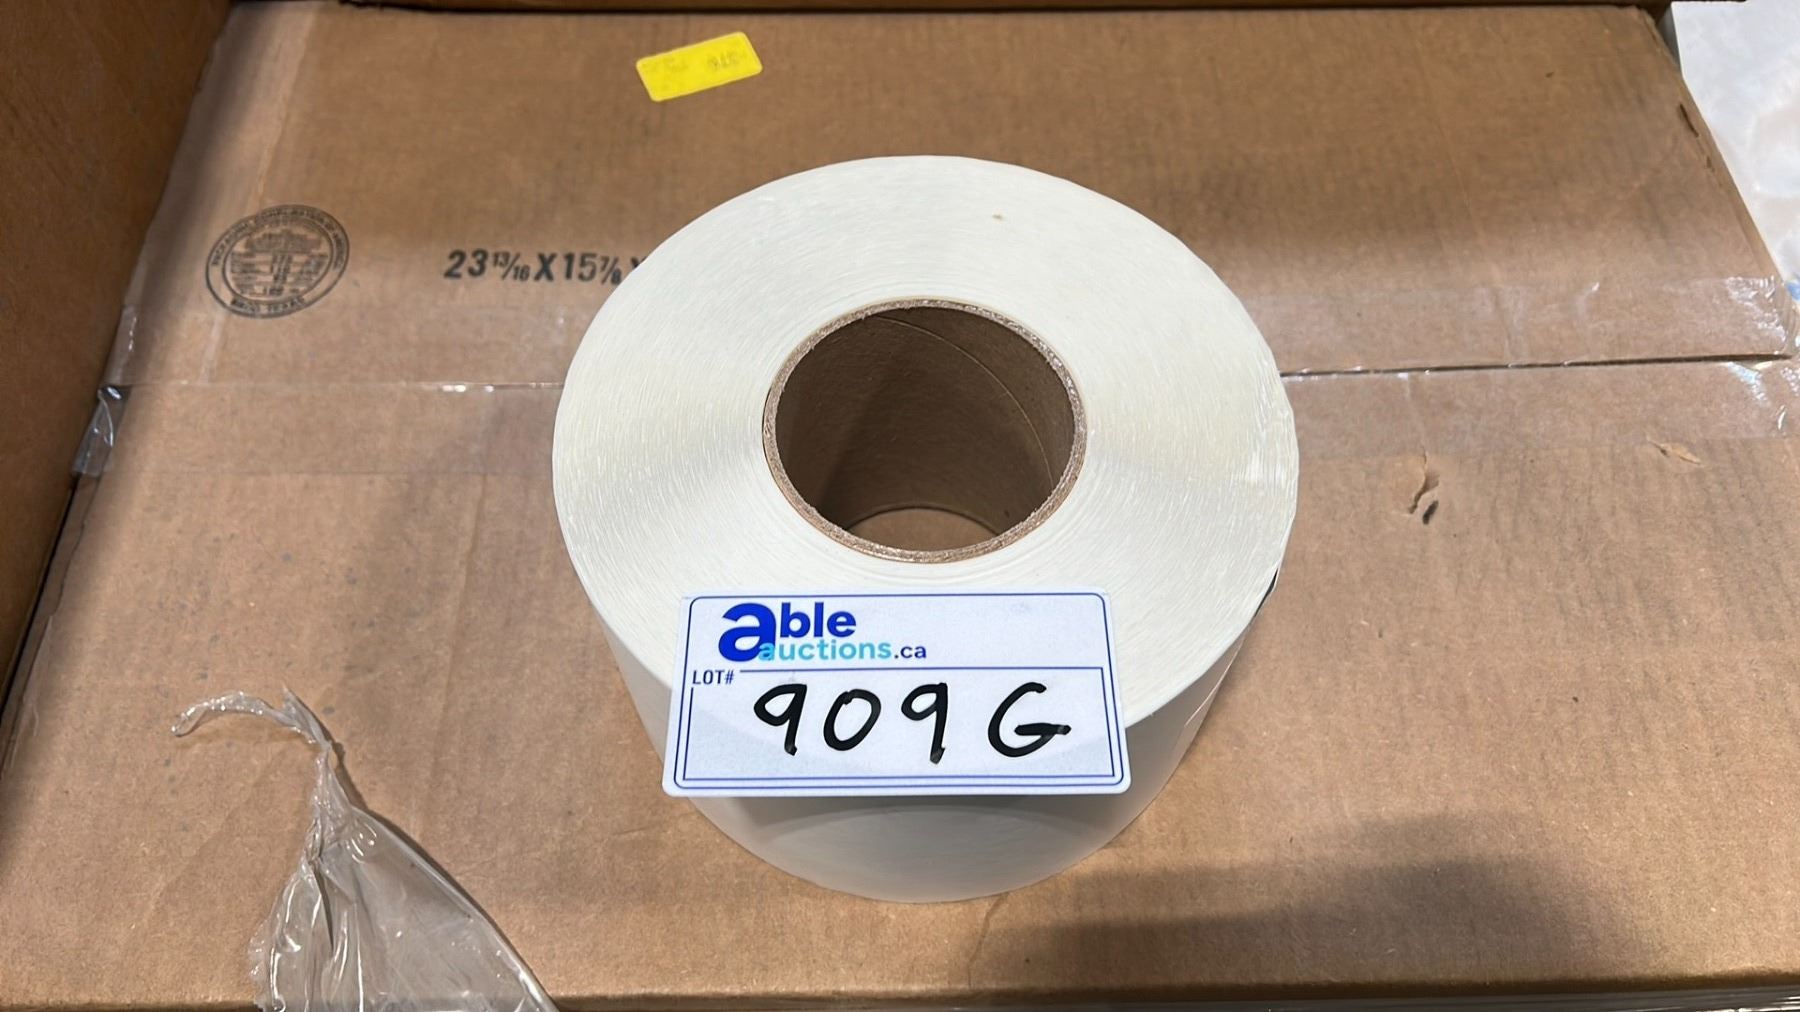 23 13/16 X 15 7/8
able
auctions.ca
LOT#
909G